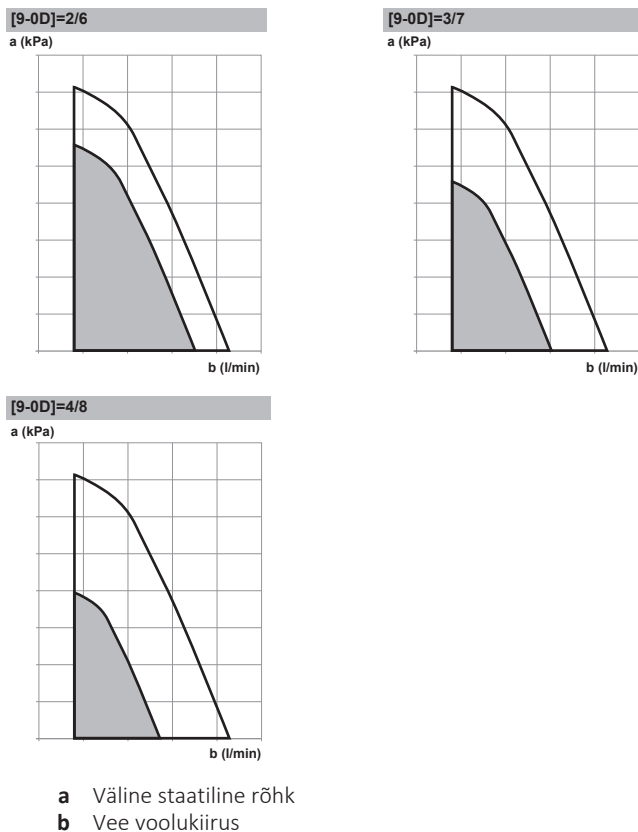 [9-0D]=2/6
a (kPa)
b (l/min)
[9-0D]=3/7
a (kPa)
b (l/min)
[9-0D]=4/8
a (kPa)
b (l/min)
a Väline staatiline rõhk
b Vee voolukiirus